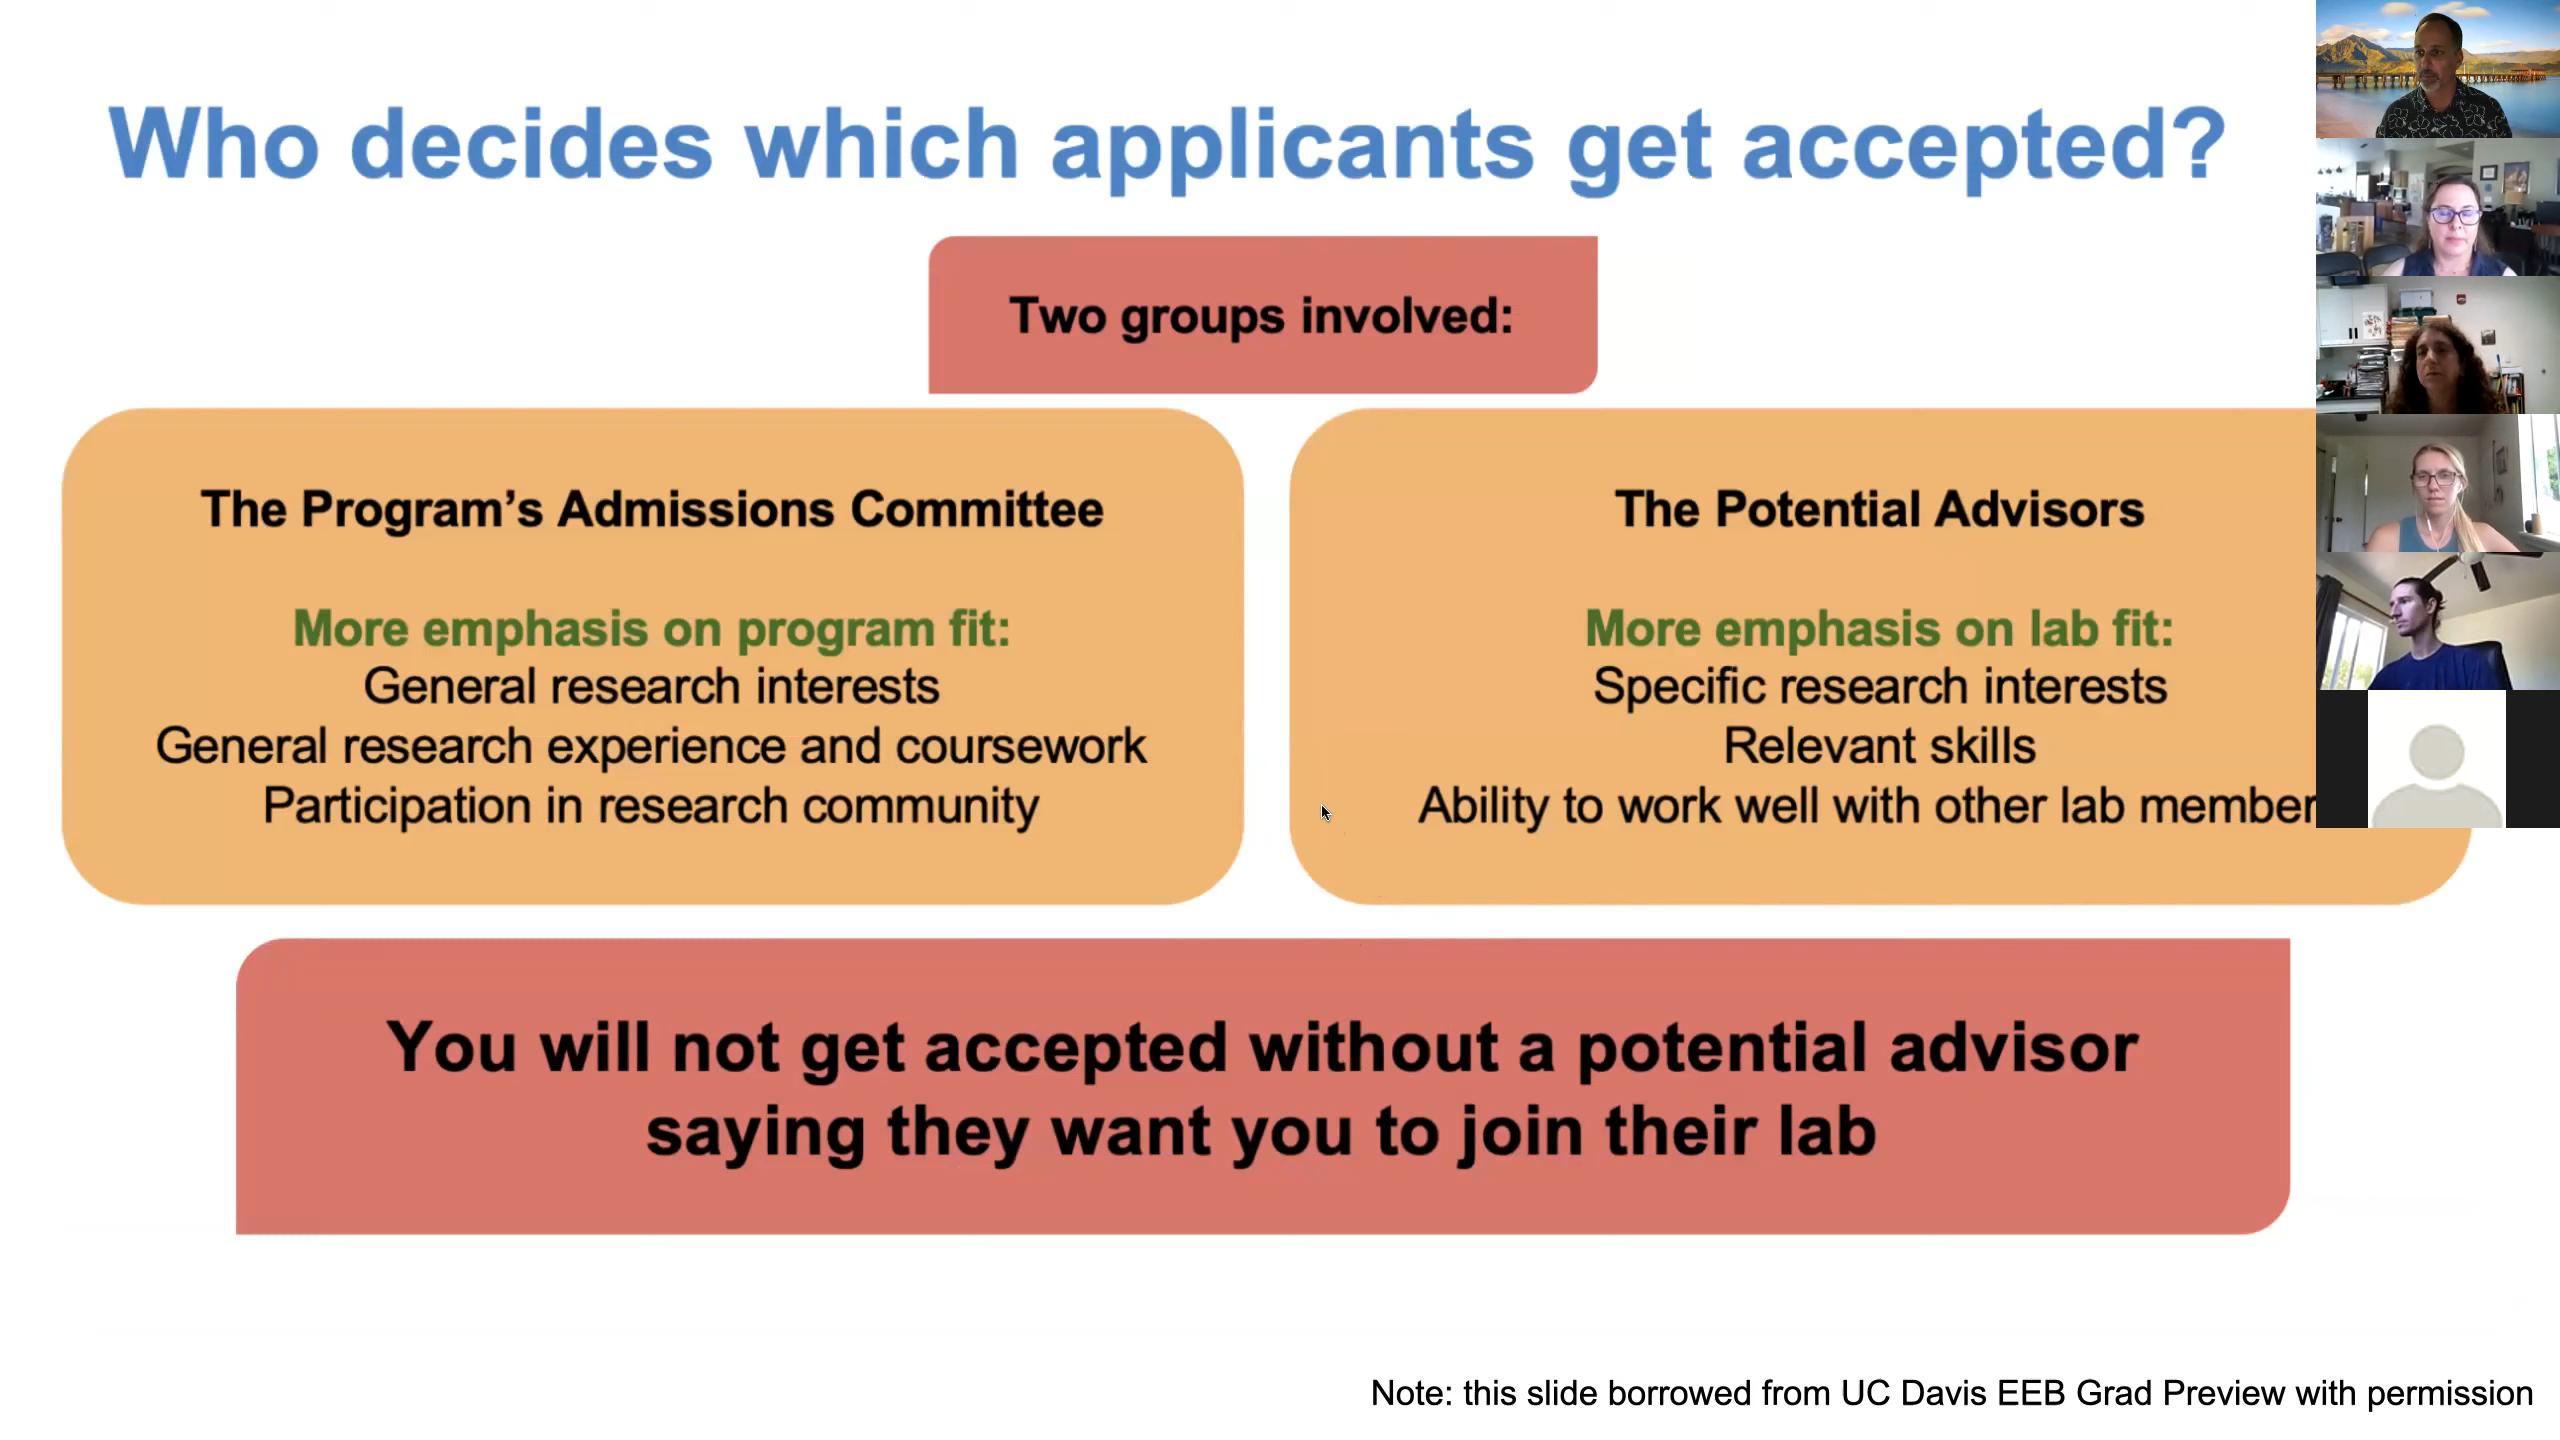 Who decides which applicants get accepted?
Two groups involved:
The Program’s Admissions Committee
More emphasis on program fit:
General research interests
General research experience and coursework
Participation in research community
The Potential Advisors
More emphasis on lab fit:
Specific research interests
Relevant skills
Ability to work well with other lab member
You will not get accepted without a potential advisor
saying they want you to join their lab
Note: this slide borrowed from UC Davis EEB Grad Preview with permission